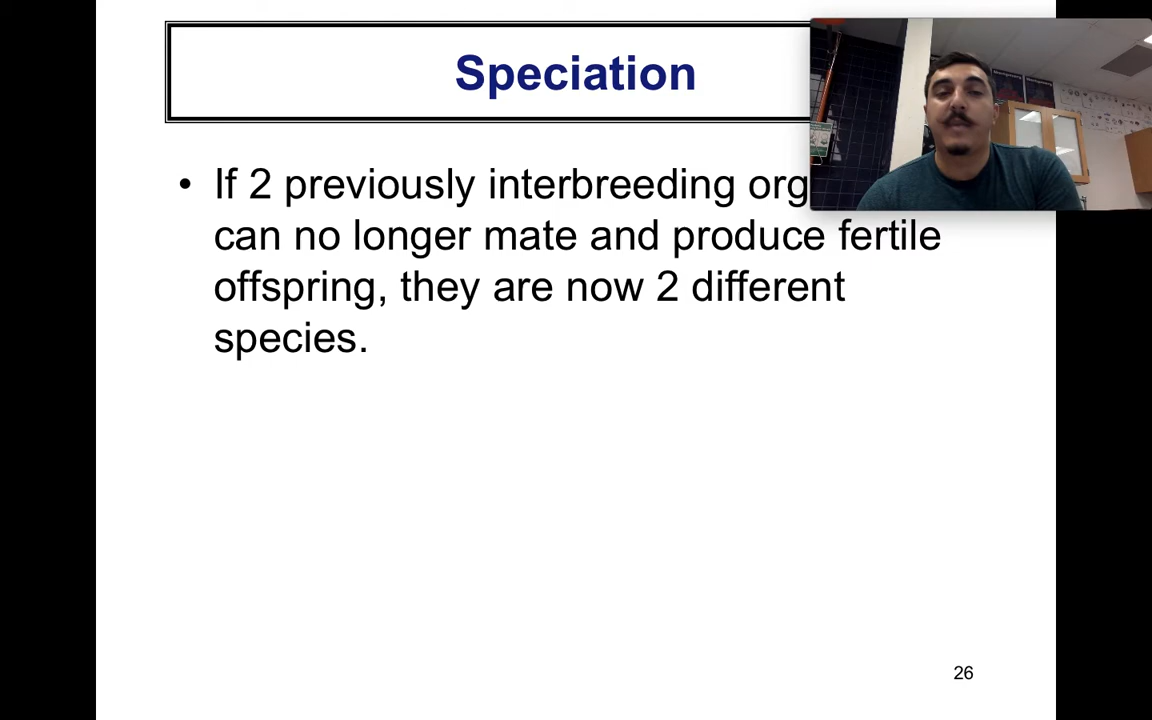 Speciation
• If 2 previously interbreeding
can no longer mate and produce fertile
offspring, they are now 2 different
species.
26